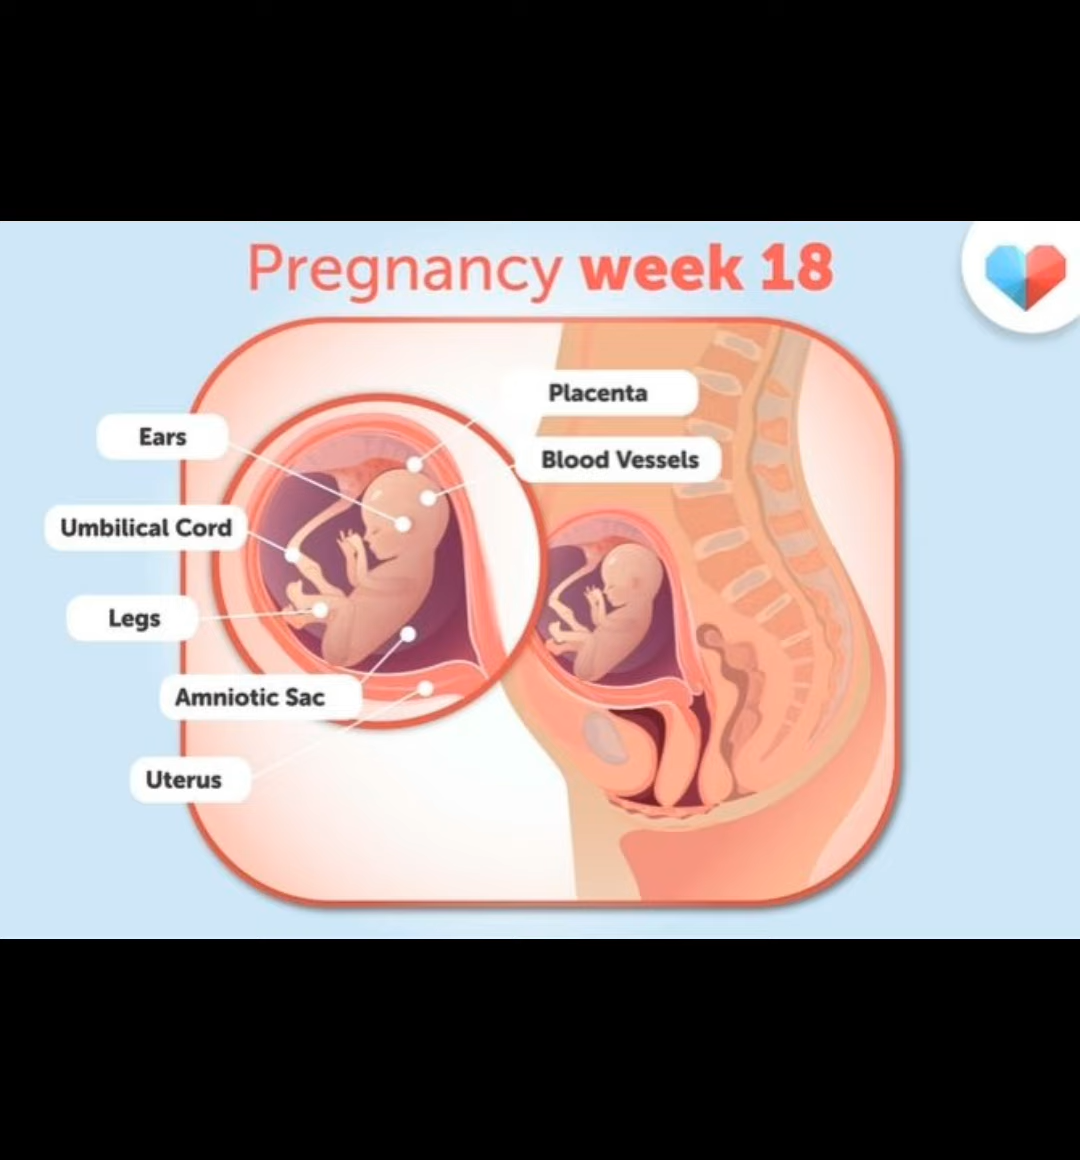 Pregnancy week 18
Placenta
Ears
Blood Vessels
Umbilical Cord
Legs
Amniotic Sac
Uterus